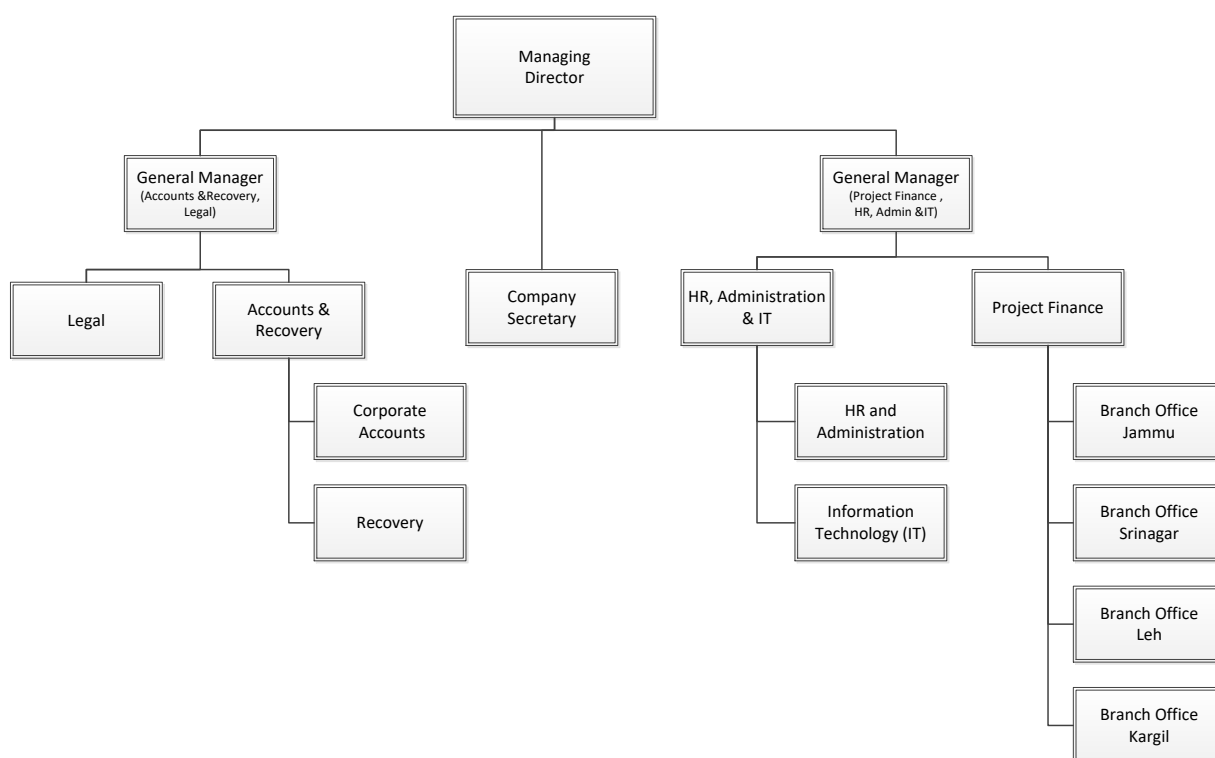 Managing
Director
General Manager
(Accounts &Recovery,
Legal)
General Manager
(Project Finance ,
HR, Admin &IT)
Legal
Accounts &
Recovery
Company
Secretary
HR, Administration
& IT
Project Finance
Corporate
Accounts
HR and
Administration
Branch Office
Jammu
Recovery
Information
Technology (IT)
Branch Office
Srinagar
Branch Office
Leh
Branch Office
Kargil